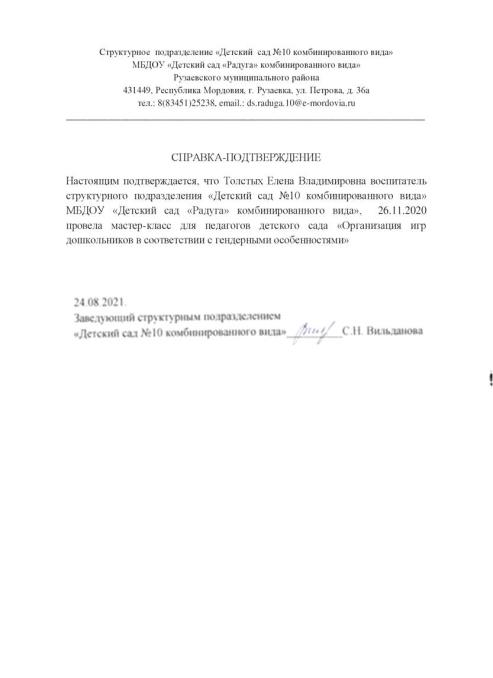 Структурное подразделение «Детский сад №10 комбинированного вида»
МБДОУ «Детский сад «Радуга» комбинированного вида»
Рузаевского муниципального района
431449, Республика Мордовия, г. Рузаевка, ул. Петрова, д. 36а
тел.: 8(83451)25238, email.: ds.raduga.10@e-mordovia.ru
СПРАВКА-ПОДТВЕРЖДЕНИЕ
Настоящим подтверждается, что Толстых Елена Владимировна воспитатель
структурного подразделения «Детский сад №10 комбинированного вида»
МБДОУ «Детский сад «Радуга» комбинированного вида», 26.11.2020
провела мастер-класс для педагогов детского сада «Организация игр
дошкольников в соответствии с гендерными особенностями»
24.08 2021.
Заведующий структурным подразделением
«Детский сад №10 комбинированного вида»__________С.Н. Вильданова